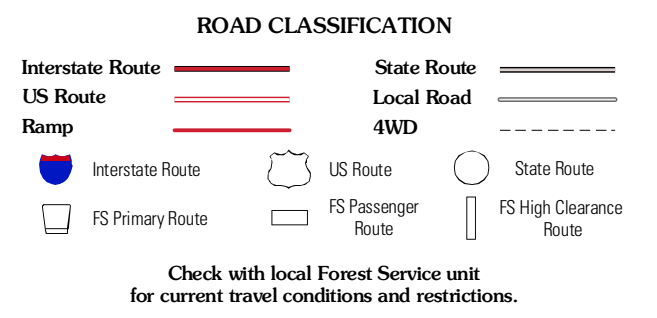 ROAD CLASSIFICATION
Interstate Route
State Route
US Route
Local Road
Ramp
4WD
Interstate Route
US Route
State Route
FS Primary Route
FS Passenger
Route
FS High Clearance
Route
Check with local Forest Service unit
for current travel conditions and restrictions.